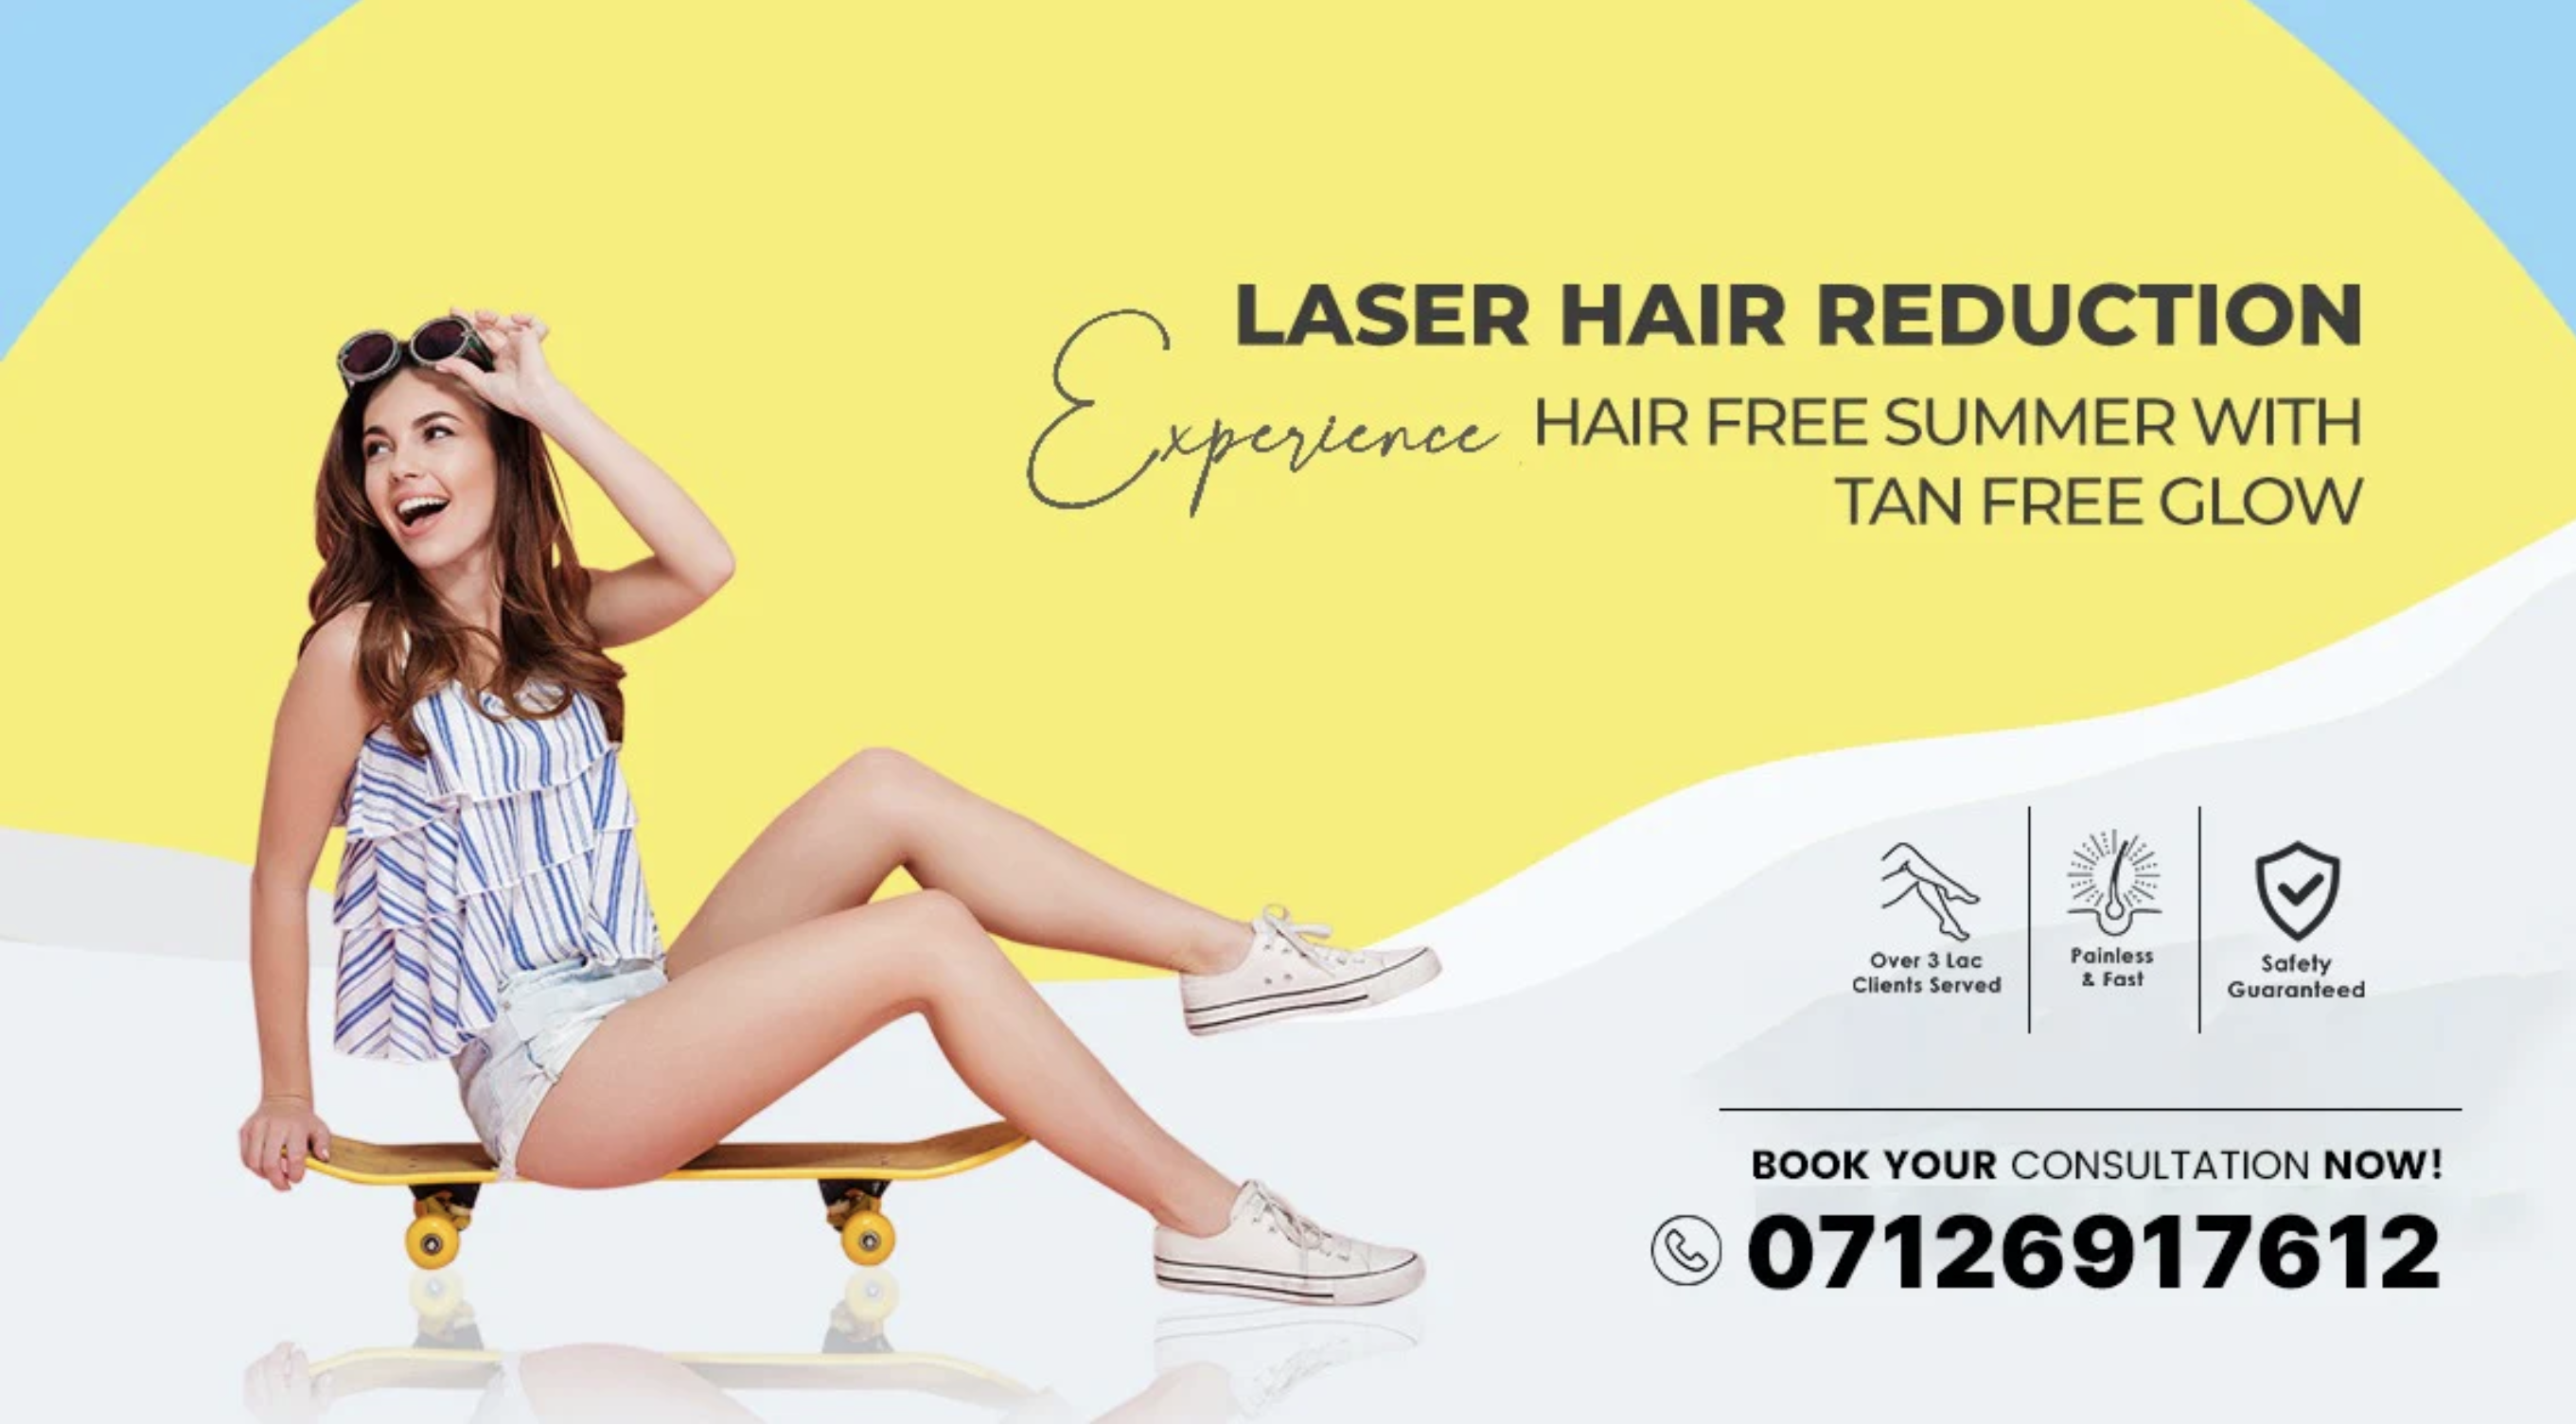 LASER HAIR REDUCTION
Experience HAIR FREE SUMMER WITH
TAN FREE GLOW
Over 3 Lac
Clients Served
Painless
& Fast
Safety
Guaranteed
BOOK YOUR CONSULTATION NOW!
07126917612